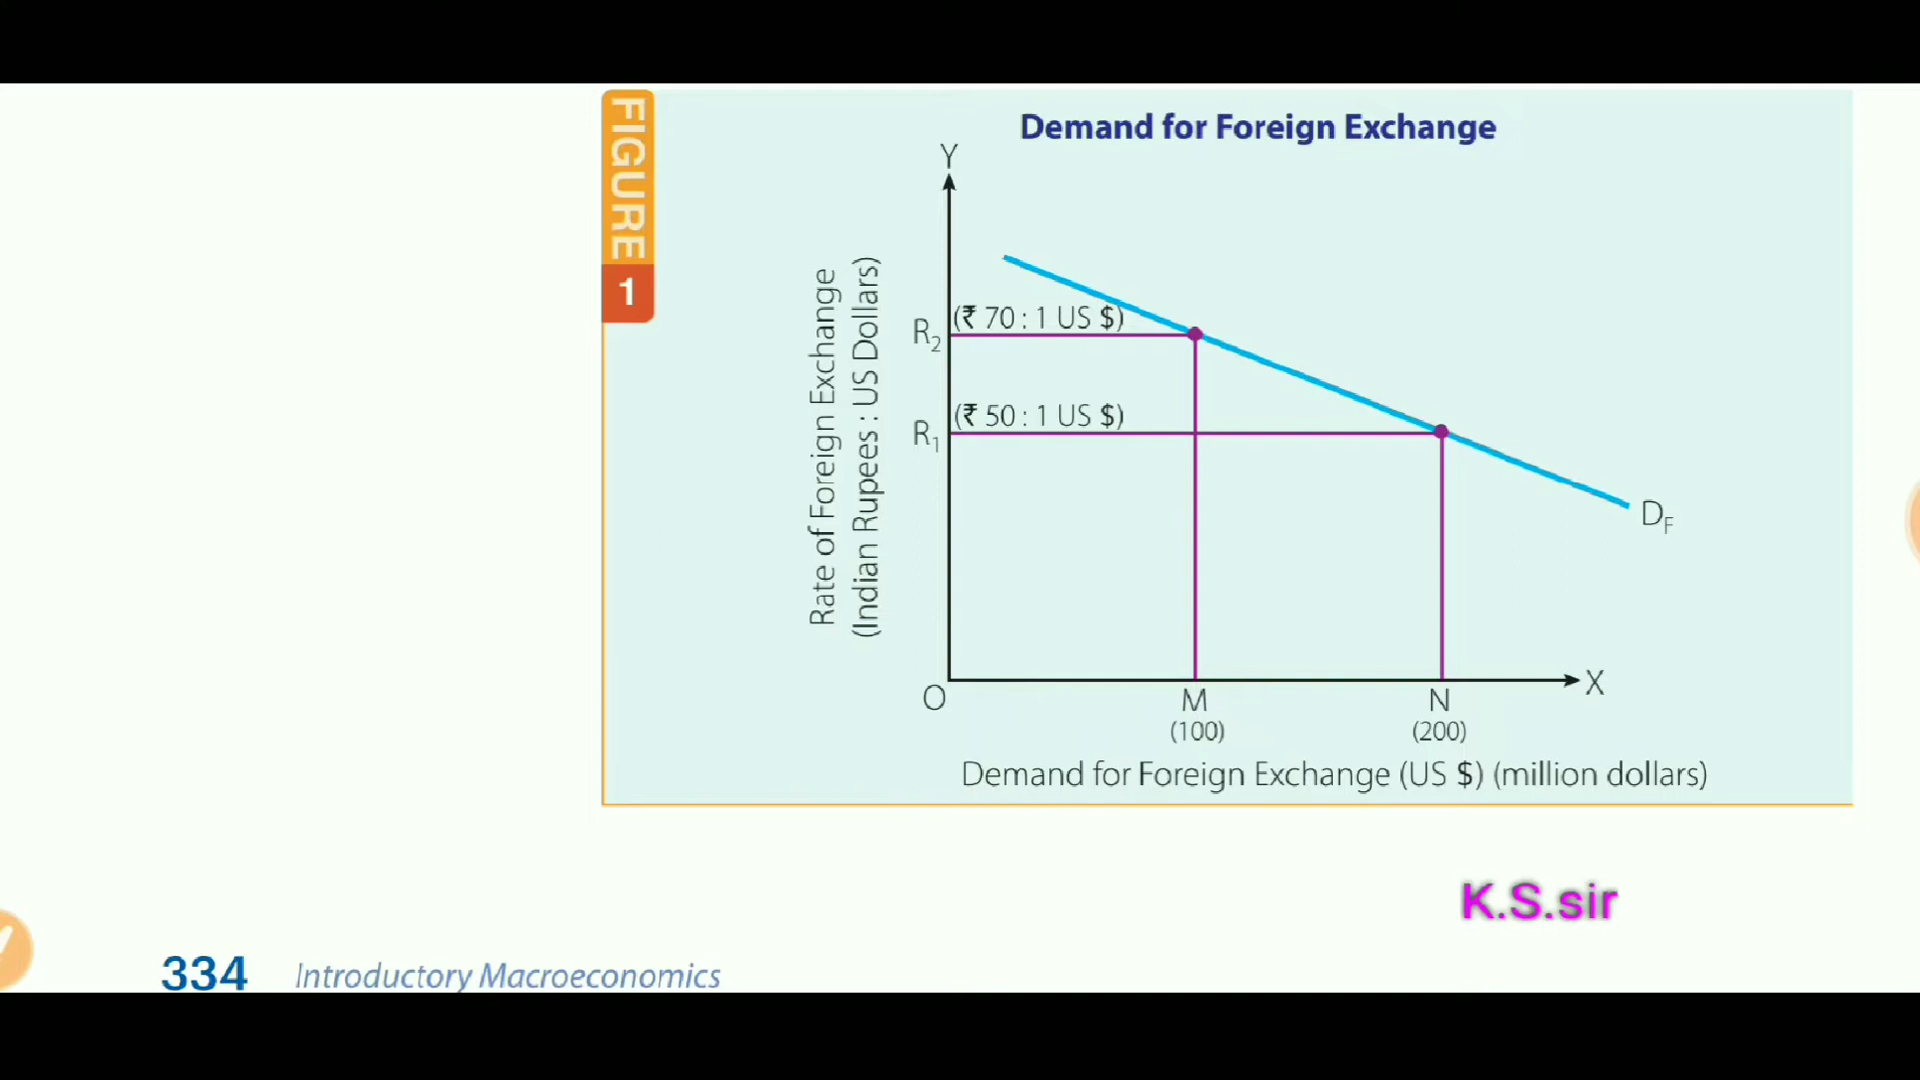 FIGURE
1
Demand for Foreign Exchange
Y
Rate of Foreign Exchange
(Indian Rupees : US Dollars)
R2
(₹ 70 : 1 US $)
R1
(₹ 50 : 1 US $)
DF
O
M
N
X
(100)
(200)
Demand for Foreign Exchange (US $) (million dollars)
K.S.sir
334 Introductory Macroeconomics